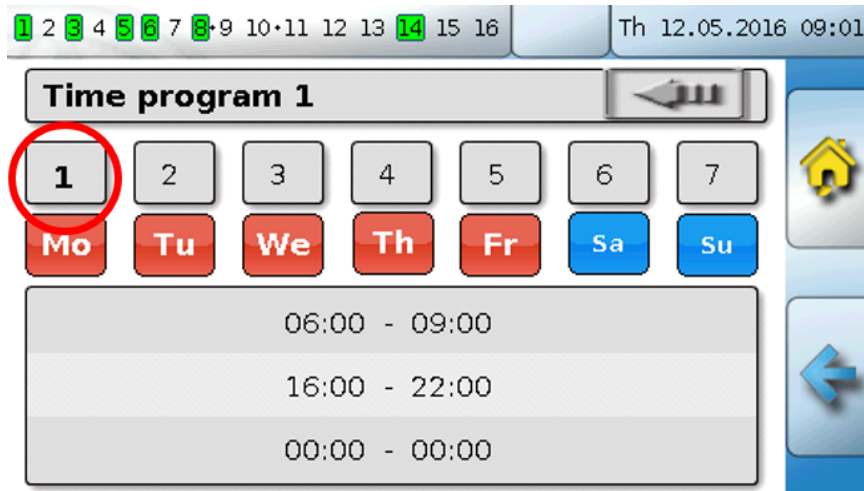 1 2 3 4 5 6 7 8•9 10•11 12 13 14 15 16 Th 12.05.2016 09:01
Time program 1
1 2 3 4 5 6 7
Mo Tu We Th Fr Sa Su
06:00 - 09:00
16:00 - 22:00
00:00 - 00:00